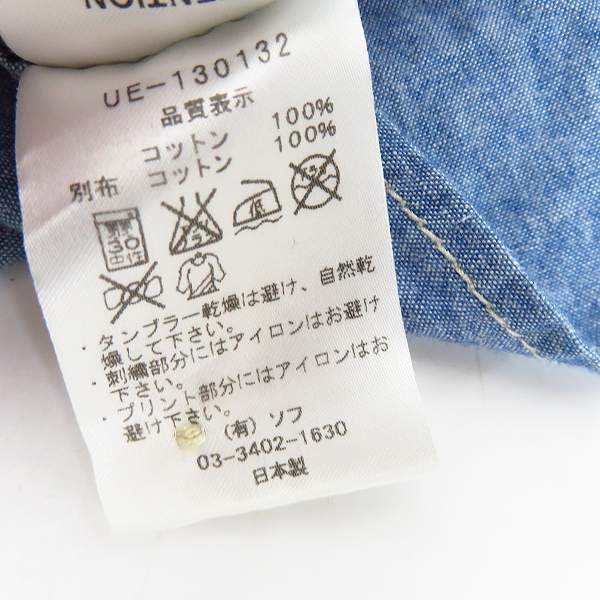 UE-130132
品質表示
コットン 100%
別布 コットン 100%
低
・タンブラー乾燥は避け、自然乾
燥して下さい。
・刺繍部分にはアイロンはお避け
下さい。
・プリント部分にはアイロンはお
避け下さい。
(有) ソフ
03-3402-1630
日本製